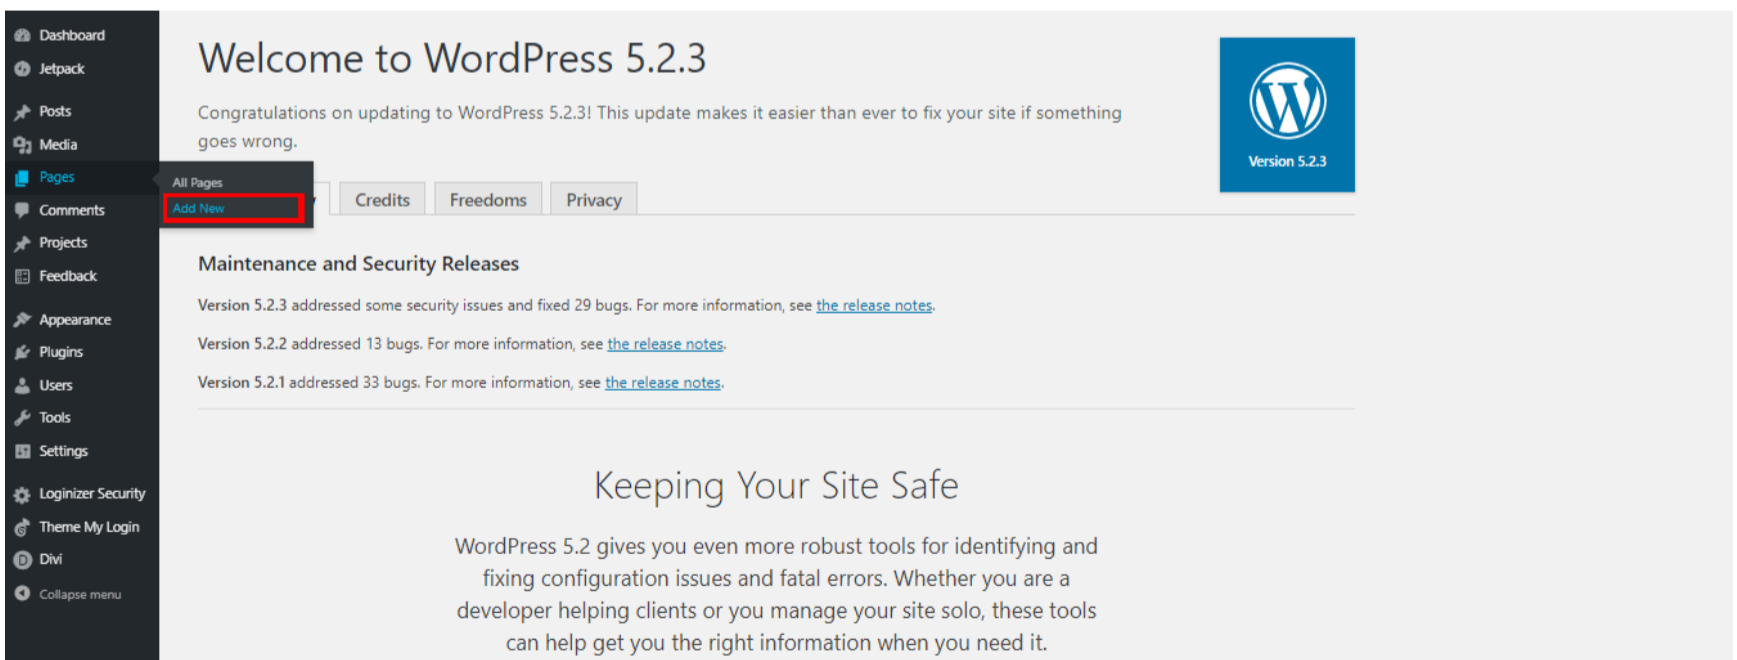 Dashboard
Jetpack
Posts
Media
Pages
Comments
Projects
Feedback
Appearance
Plugins
Users
Tools
Settings
Loginizer Security
Theme My Login
Divi
Collapse menu
All Pages
Add New
Welcome to WordPress 5.2.3
Congratulations on updating to WordPress 5.2.3! This update makes it easier than ever to fix your site if something
goes wrong.
Version 5.2.3
Credits
Freedoms
Privacy
Maintenance and Security Releases
Version 5.2.3 addressed some security issues and fixed 29 bugs. For more information, see the release notes.
Version 5.2.2 addressed 13 bugs. For more information, see the release notes.
Version 5.2.1 addressed 33 bugs. For more information, see the release notes.
Keeping Your Site Safe
WordPress 5.2 gives you even more robust tools for identifying and
fixing configuration issues and fatal errors. Whether you are a
developer helping clients or you manage your site solo, these tools
can help get you the right information when you need it.